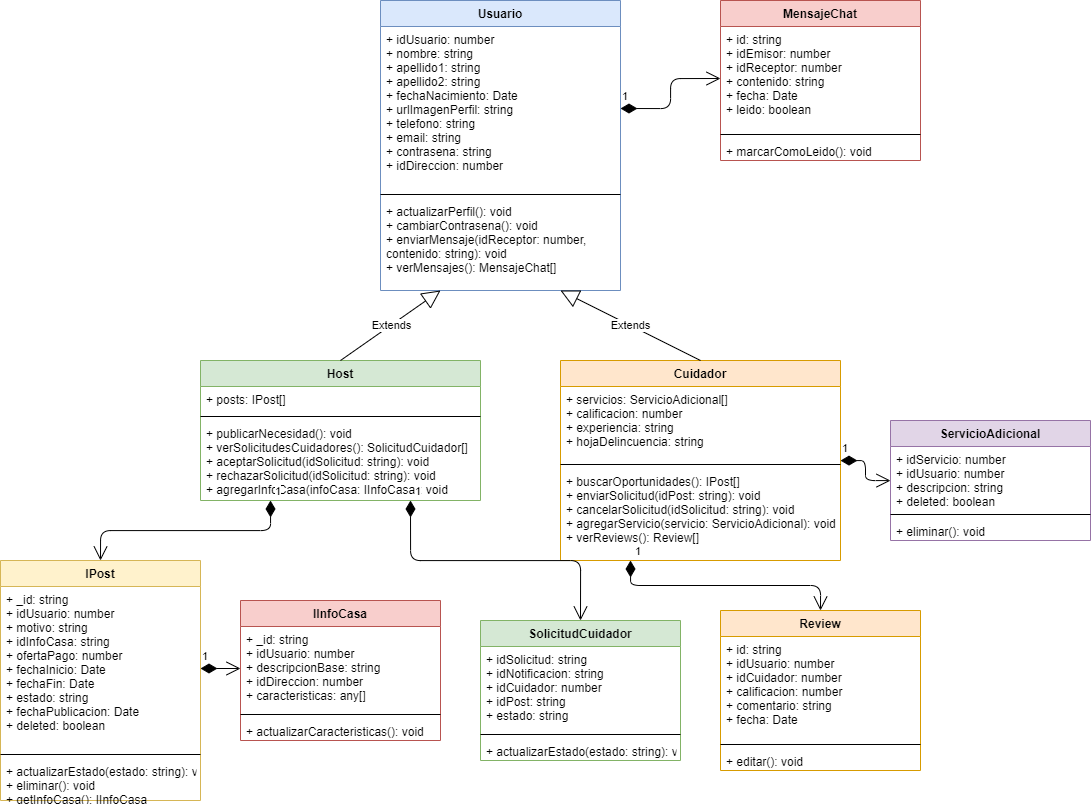 Usuario
+ idUsuario: number
+ nombre: string
+ apellido1: string
+ apellido2: string
+ fechaNacimiento: Date
+ urlImagenPerfil: string
+ telefono: string
+ email: string
+ contrasena: string
+ idDireccion: number
+ actualizarPerfil(): void
+ cambiarContrasena(): void
+ enviarMensaje(idReceptor: number,
contenido: string): void
+ verMensajes(): MensajeChat[]
1
MensajeChat
+ id: string
+ idEmisor: number
+ idReceptor: number
+ contenido: string
+ fecha: Date
+ leido: boolean
+ marcarComoLeido(): void
Extends
Extends
Host
+ posts: IPost[]
+ publicarNecesidad(): void
+ verSolicitudesCuidadores(): SolicitudCuidador[]
+ aceptarSolicitud(idSolicitud: string): void
+ rechazarSolicitud(idSolicitud: string): void
+ agregarInfoCasa(infoCasa: IInfoCasa): void
1
1
Cuidador
+ servicios: ServicioAdicional[]
+ calificacion: number
+ experiencia: string
+ hojaDelincuencia: string
+ buscarOportunidades(): IPost[]
+ enviarSolicitud(idPost: string): void
+ cancelarSolicitud(idSolicitud: string): void
+ agregarServicio(servicio: ServicioAdicional): void
+ verReviews(): Review[]
1
1
ServicioAdicional
+ idServicio: number
+ idUsuario: number
+ descripcion: string
+ deleted: boolean
+ eliminar(): void
IPost
+ _id: string
+ idUsuario: number
+ motivo: string
+ idInfoCasa: string
+ ofertaPago: number
+ fechaInicio: Date
+ fechaFin: Date
+ estado: string
+ fechaPublicacion: Date
+ deleted: boolean
+ actualizarEstado(estado: string): v
+ eliminar(): void
+ getInfoCasa(): IInfoCasa
1
IInfoCasa
+ _id: string
+ idUsuario: number
+ descripcionBase: string
+ idDireccion: number
+ caracteristicas: any[]
+ actualizarCaracteristicas(): void
SolicitudCuidador
+ idSolicitud: string
+ idNotificacion: string
+ idCuidador: number
+ idPost: string
+ estado: string
+ actualizarEstado(estado: string): v
Review
+ id: string
+ idUsuario: number
+ idCuidador: number
+ calificacion: number
+ comentario: string
+ fecha: Date
+ editar(): void